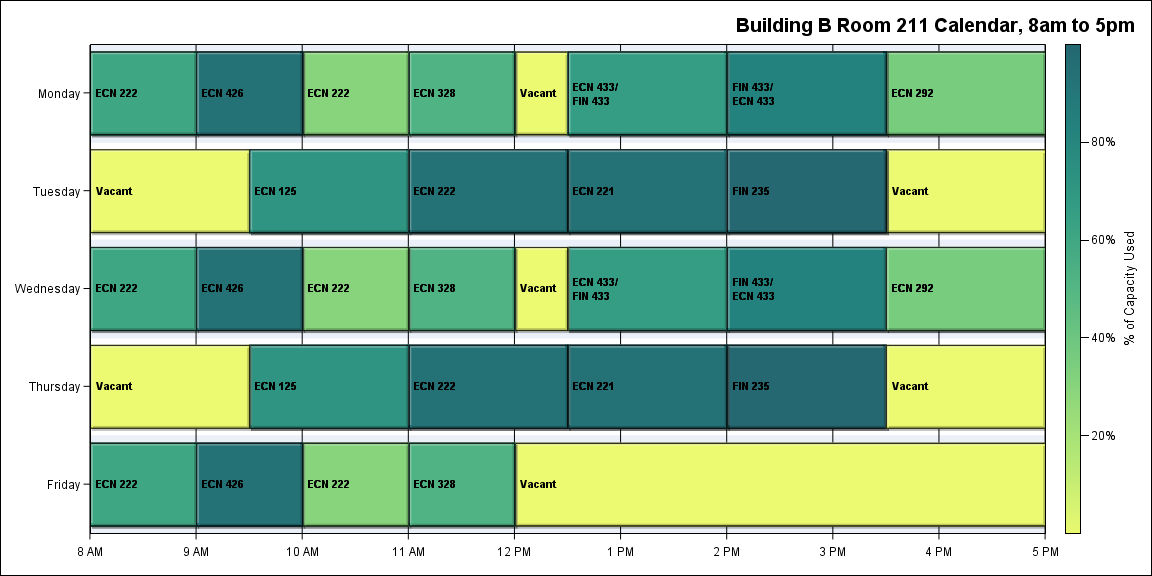 Building B Room 211 Calendar, 8am to 5pm
Monday
ECN 222
ECN 426
ECN 222
ECN 328
Vacant
ECN 433/
FIN 433
FIN 433/
ECN 433
ECN 292
Tuesday
Vacant
ECN 125
ECN 222
ECN 221
FIN 235
Vacant
Wednesday
ECN 222
ECN 426
ECN 222
ECN 328
Vacant
ECN 433/
FIN 433
FIN 433/
ECN 433
ECN 292
Thursday
Vacant
ECN 125
ECN 222
ECN 221
FIN 235
Vacant
Friday
ECN 222
ECN 426
ECN 222
ECN 328
Vacant
8 AM
9 AM
10 AM
11 AM
12 PM
1 PM
2 PM
3 PM
4 PM
5 PM
80%
60%
40%
20%
% of Capacity Used